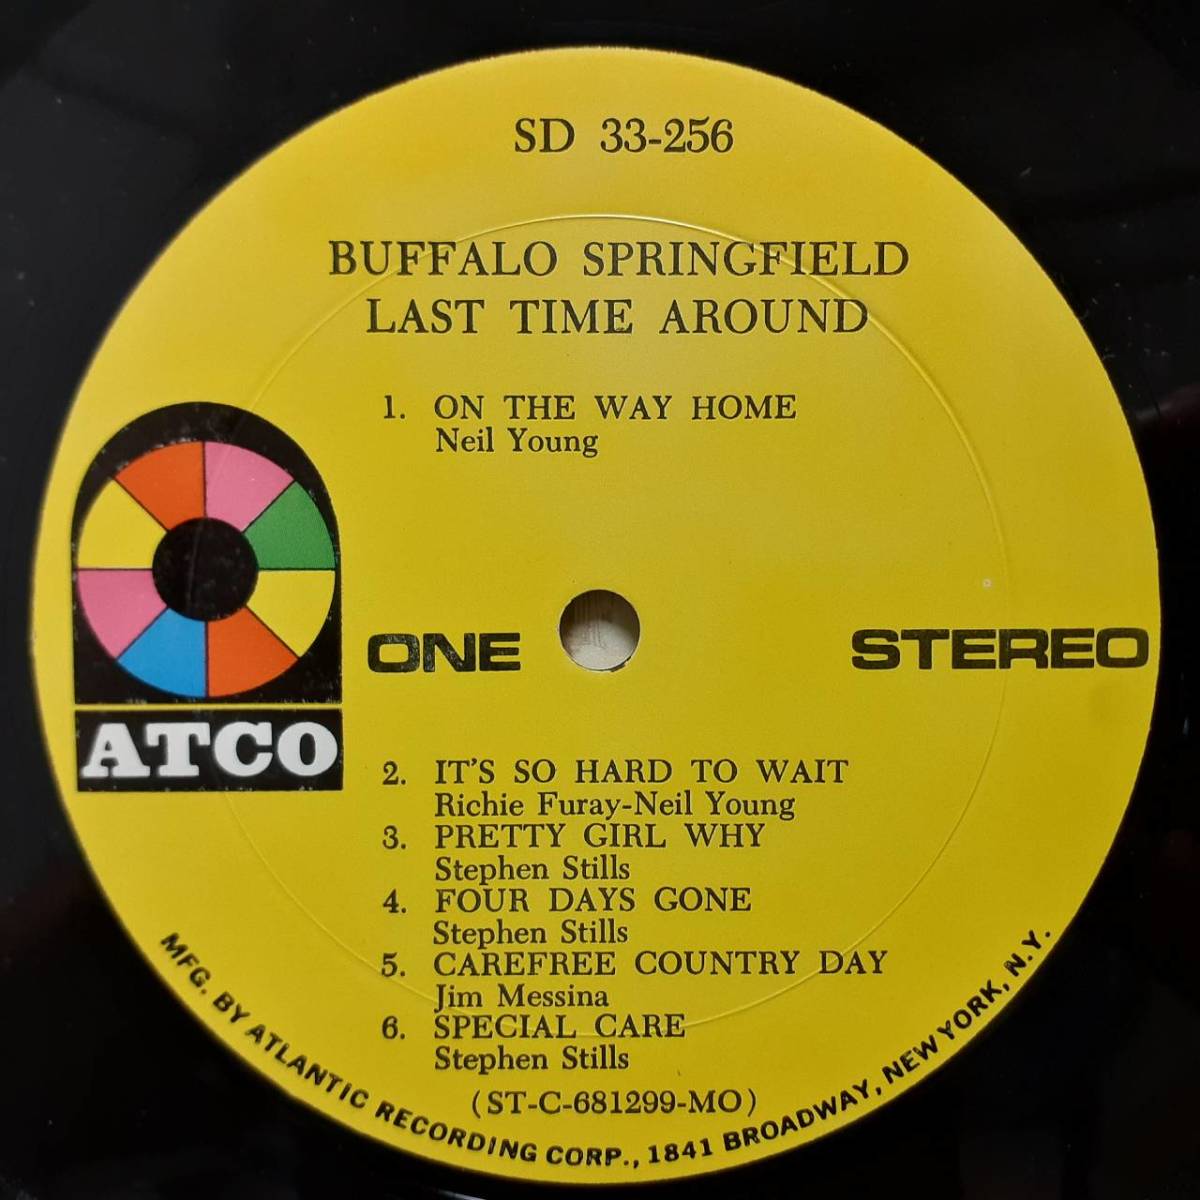 SD 33-256
BUFFALO SPRINGFIELD
LAST TIME AROUND
1. ON THE WAY HOME
Neil Young
ATCO
ONE
STEREO
2. IT'S SO HARD TO WAIT
Richie Furay-Neil Young
3. PRETTY GIRL WHY
Stephen Stills
4. FOUR DAYS GONE
Stephen Stills
5. CAREFREE COUNTRY DAY
Jim Messina
6. SPECIAL CARE
Stephen Stills
(ST-C-681299-MO)
MFG. BY ATLANTIC RECORDING CORP., 1841 BROADWAY, NEW YORK, N.Y.